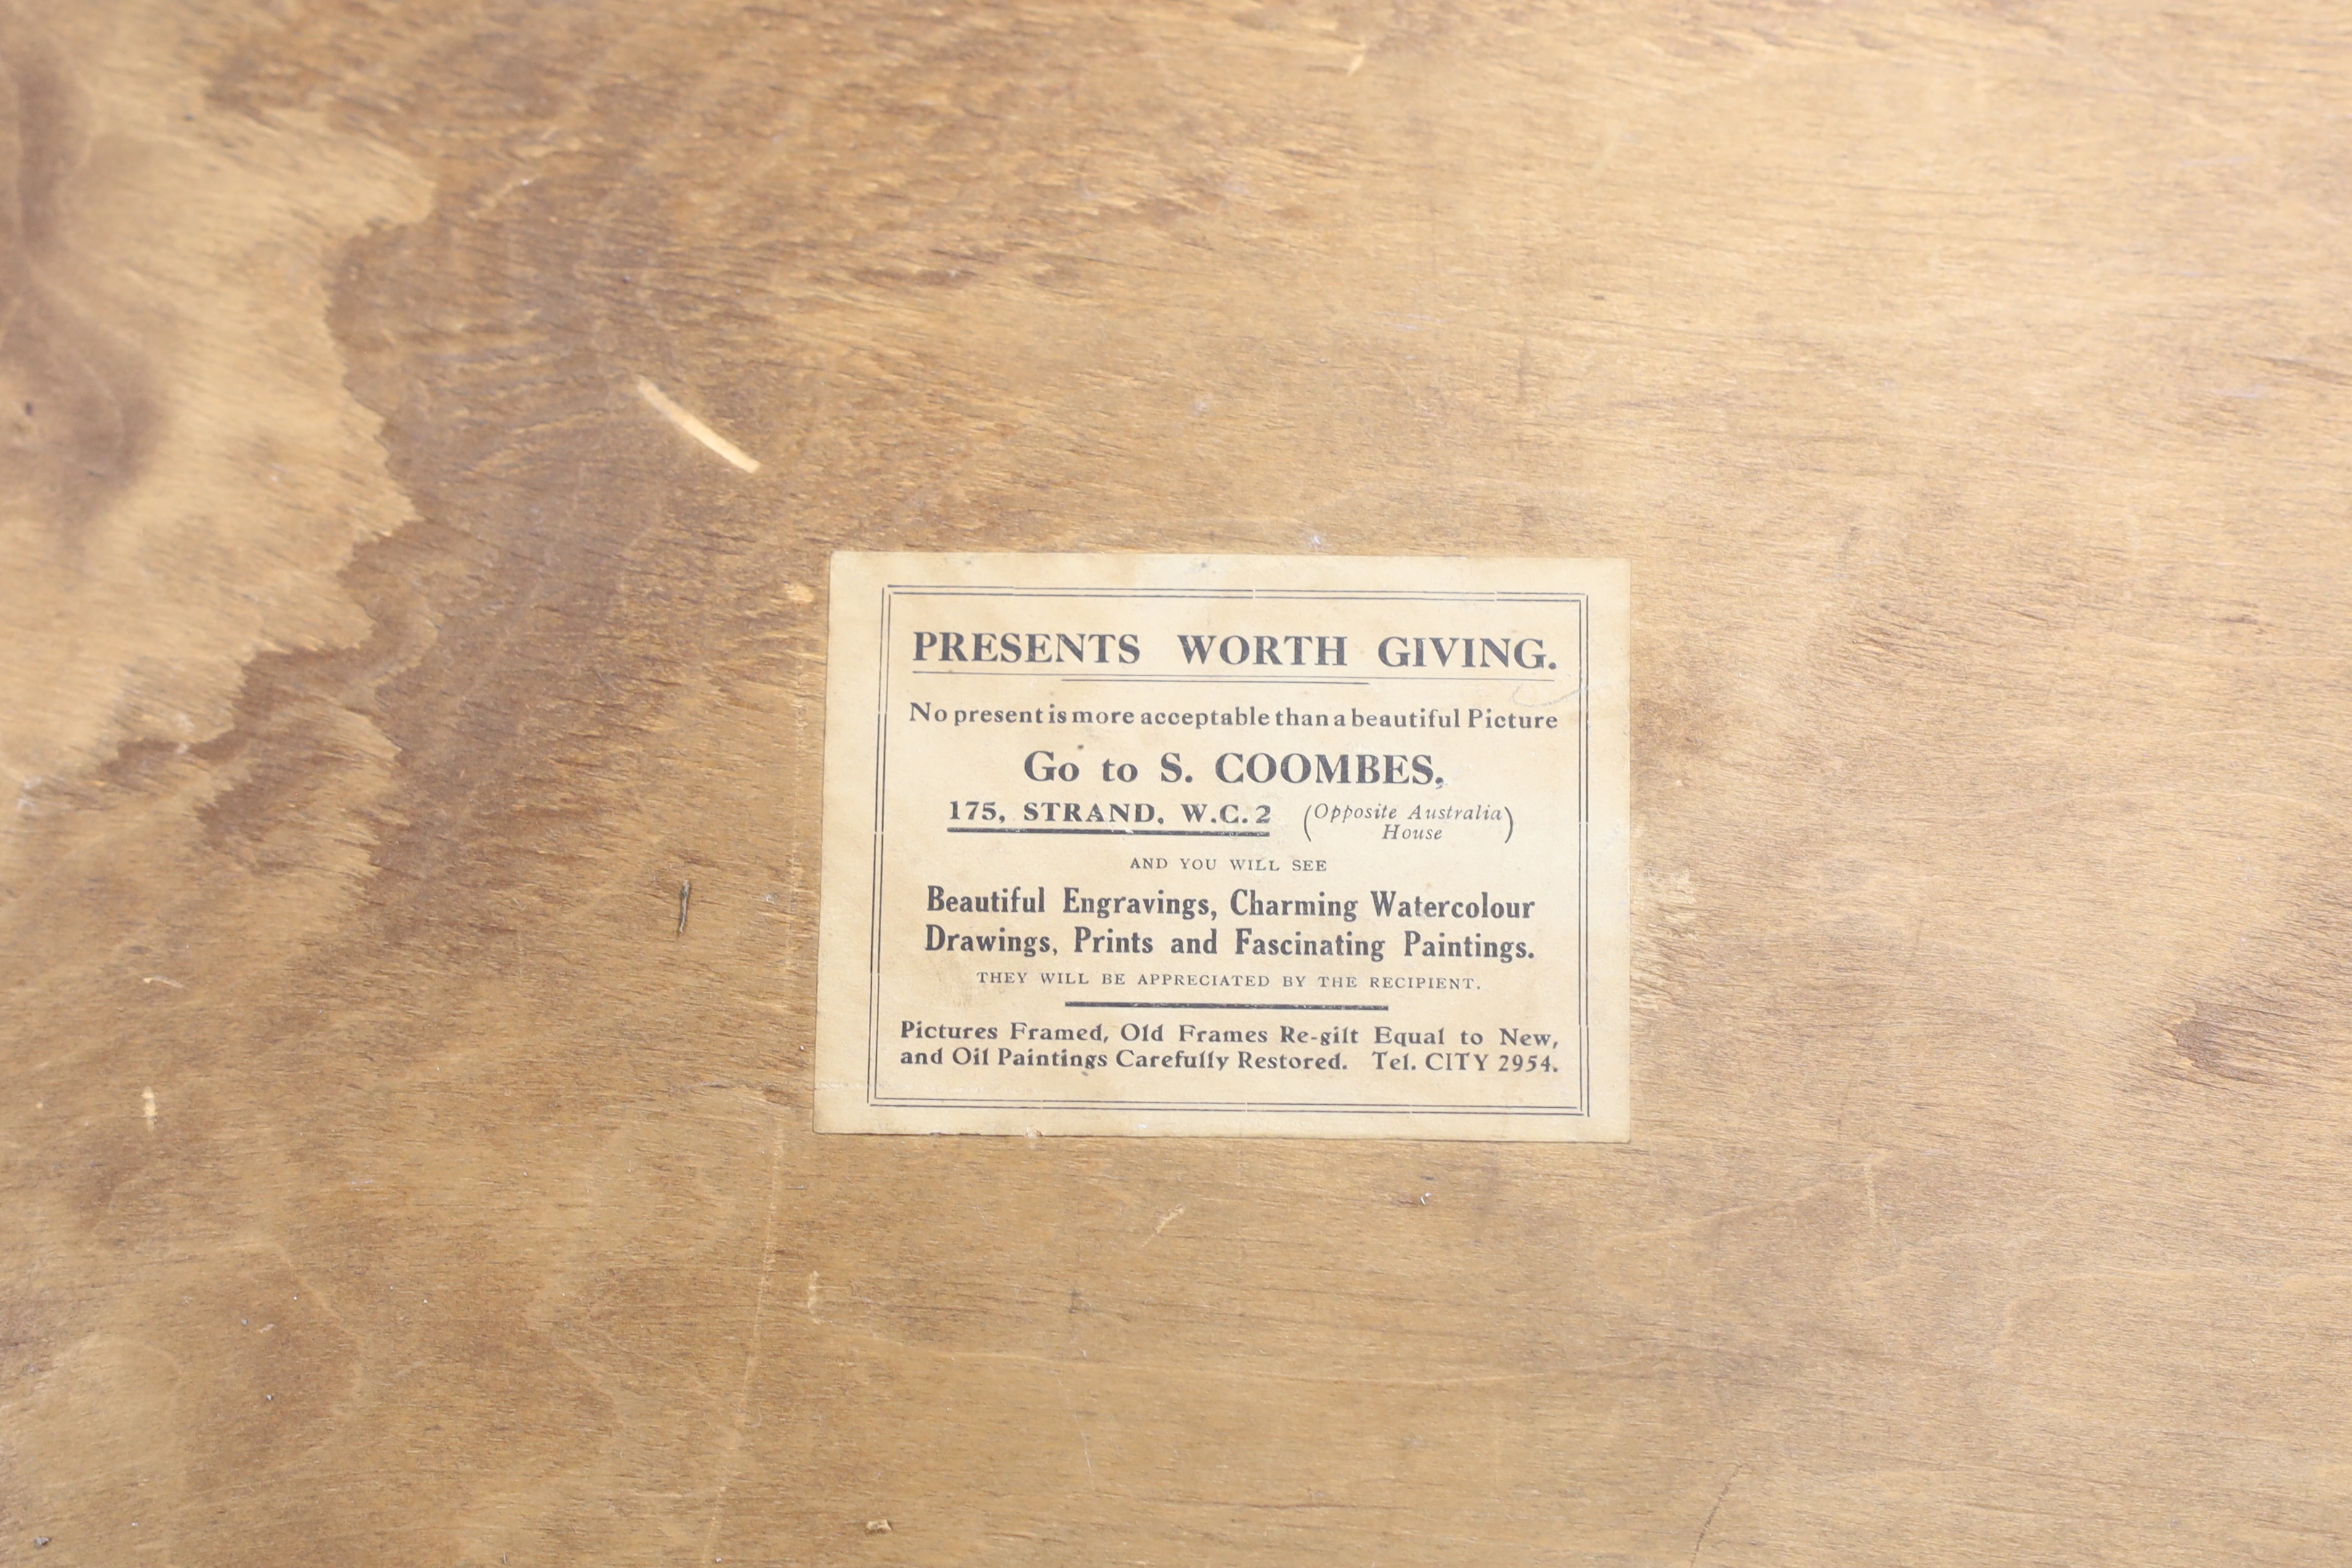 PRESENTS WORTH GIVING.
No present is more acceptable than a beautiful Picture
Go to S. COOMBES,
175, STRAND, W.C.2 (Opposite Australia
House)
AND YOU WILL SEE
Beautiful Engravings, Charming Watercolour
Drawings, Prints and Fascinating Paintings.
THEY WILL BE APPRECIATED BY THE RECIPIENT.
Pictures Framed, Old Frames Re-gilt Equal to New,
and Oil Paintings Carefully Restored. Tel. CITY 2954.